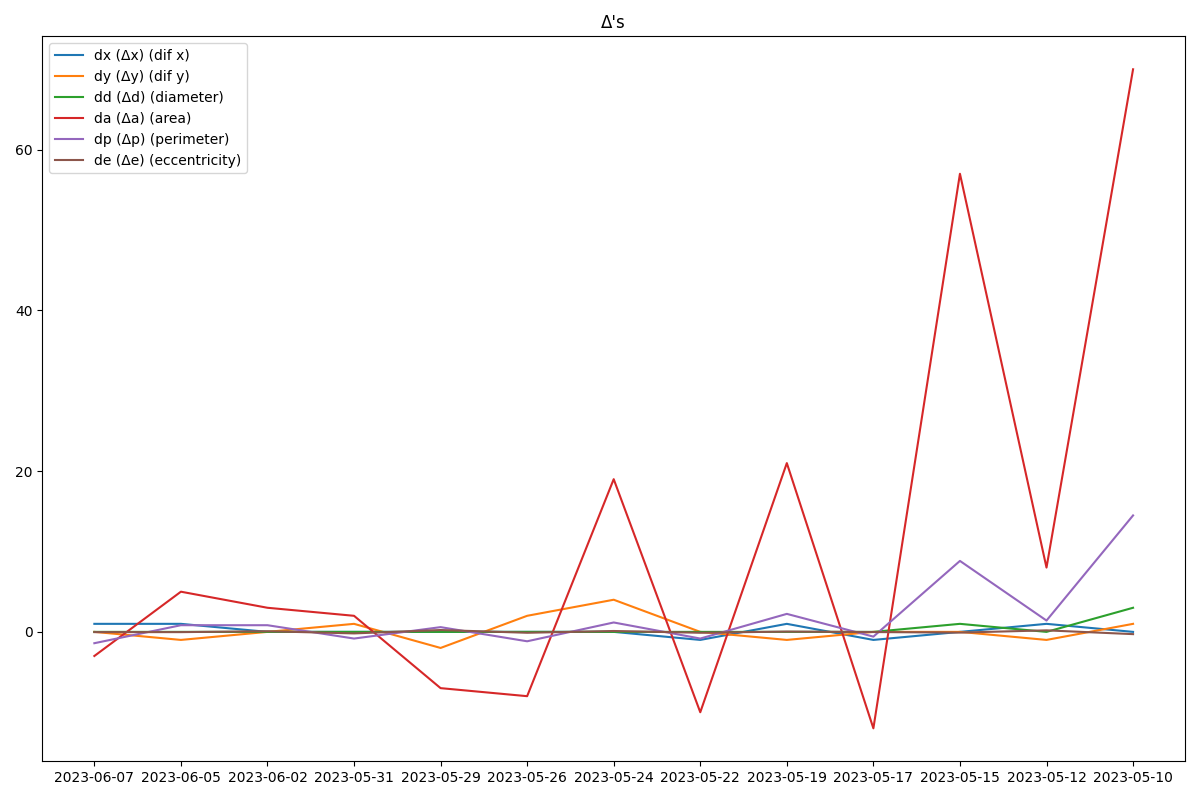 Δ's
dx (Δx) (dif x)
dy (Δy) (dif y)
dd (Δd) (diameter)
da (Δa) (area)
dp (Δp) (perimeter)
de (Δe) (eccentricity)
60
40
20
0
2023-06-07 2023-06-05 2023-06-02 2023-05-31 2023-05-29 2023-05-26 2023-05-24 2023-05-22 2023-05-19 2023-05-17 2023-05-15 2023-05-12 2023-05-10